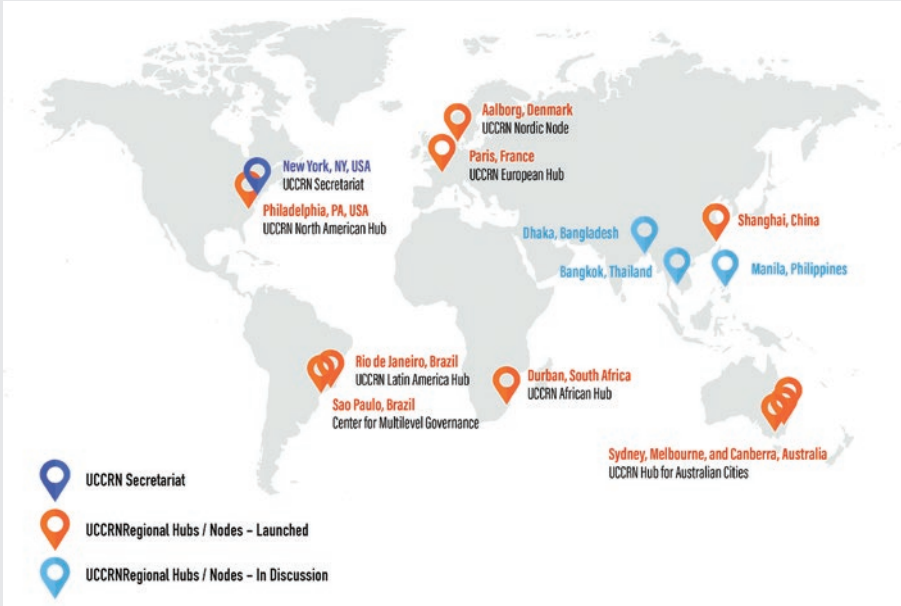 Aalborg, Denmark
UCCRN Nordic Node
Paris, France
UCCRN European Hub
New York, NY, USA
UCCRN Secretariat
Philadelphia, PA, USA
UCCRN North American Hub
Shanghai, China
Dhaka, Bangladesh
Bangkok, Thailand
Manila, Philippines
Rio de Janeiro, Brazil
UCCRN Latin America Hub
Sao Paulo, Brazil
Center for Multilevel Governance
Durban, South Africa
UCCRN African Hub
Sydney, Melbourne, and Canberra, Australia
UCCRN Hub for Australian Cities
UCCRN Secretariat
UCCRNRegional Hubs / Nodes – Launched
UCCRNRegional Hubs / Nodes – In Discussion